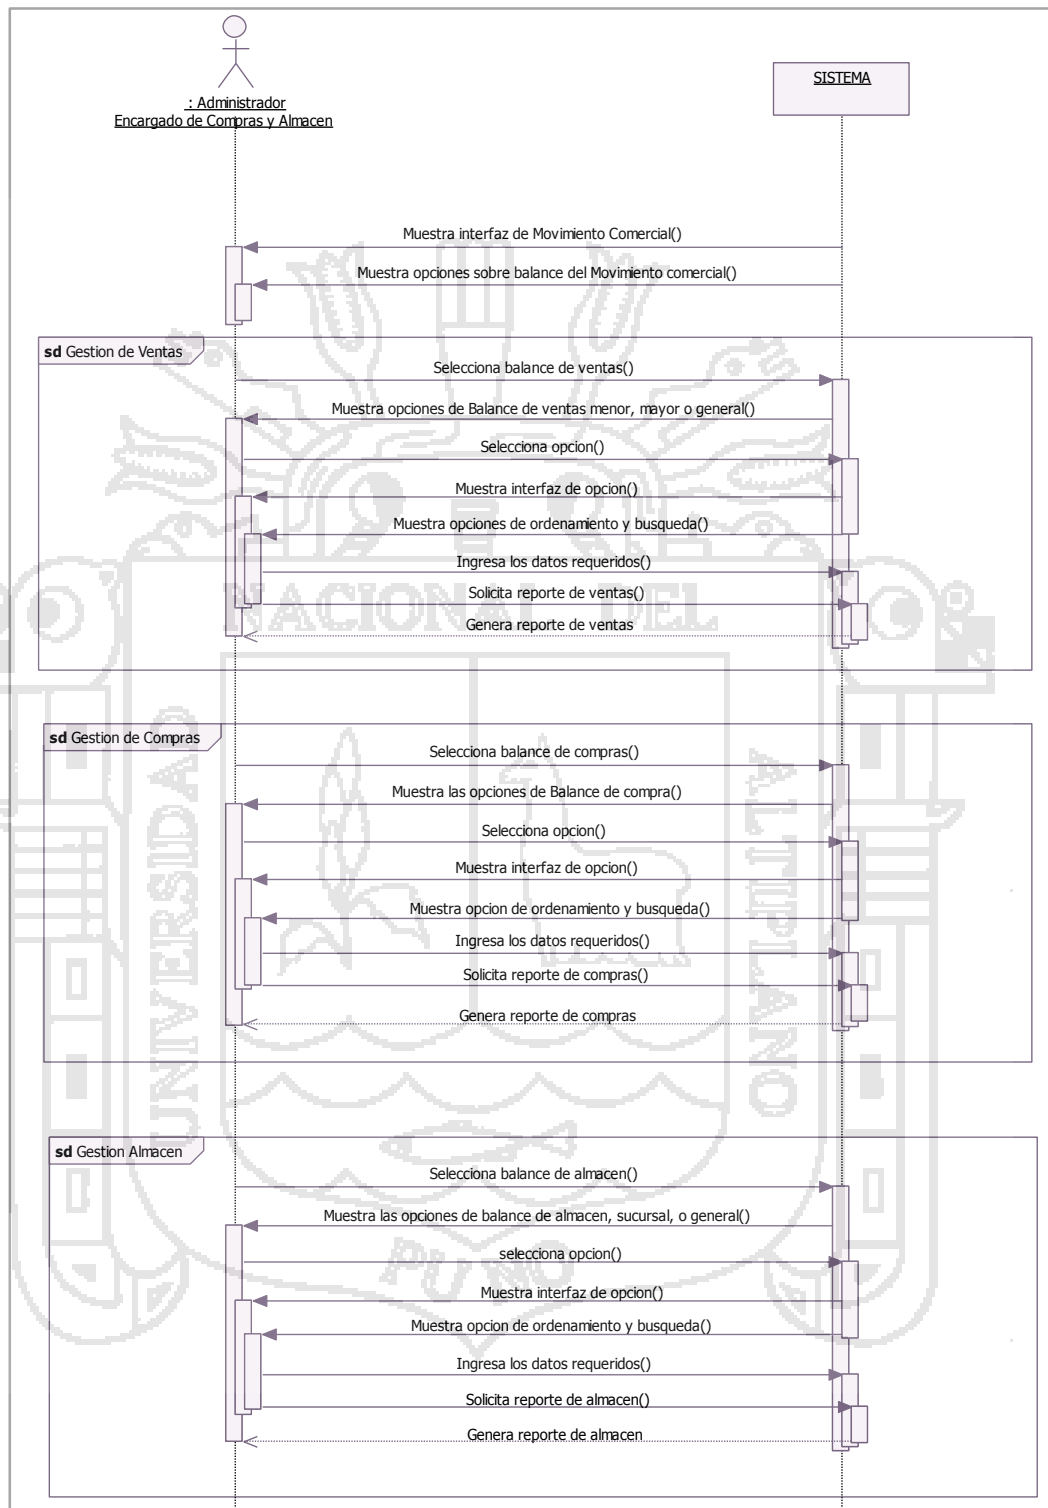 : Administrador
Encargado de Compras y Almacen
SISTEMA
Muestra interfaz de Movimiento Comercial()
Muestra opciones sobre balance del Movimiento comercial()
sd Gestion de Ventas
Selecciona balance de ventas()
Muestra opciones de Balance de ventas menor, mayor o general()
Selecciona opcion()
Muestra interfaz de opcion()
Muestra opciones de ordenamiento y busqueda()
Ingresa los datos requeridos()
Solicita reporte de ventas()
Genera reporte de ventas
NACIONAL DEL
sd Gestion de Compras
Selecciona balance de compras()
Muestra las opciones de Balance de compra()
Selecciona opcion()
Muestra interfaz de opcion()
Muestra opcion de ordenamiento y busqueda()
Ingresa los datos requeridos()
Solicita reporte de compras()
Genera reporte de compras
UNIVERSIDAD
ALTIPLANO
sd Gestion Almacen
Selecciona balance de almacen()
Muestra las opciones de balance de almacen, sucursal, o general()
selecciona opcion()
PUNO
Muestra interfaz de opcion()
Muestra opcion de ordenamiento y busqueda()
Ingresa los datos requeridos()
Solicita reporte de almacen()
Genera reporte de almacen